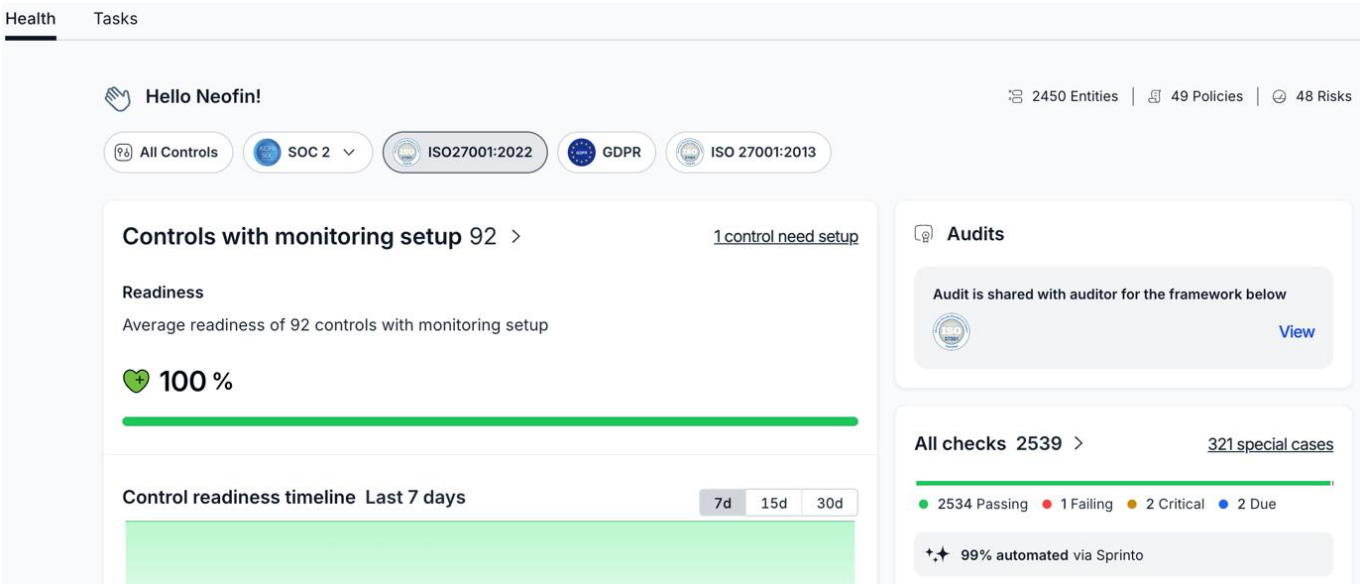 Health Tasks
Hello Neofin!
2450 Entities | 49 Policies | 48 Risks
All Controls SOC 2 ISO27001:2022 GDPR ISO 27001:2013
Controls with monitoring setup 92 >
1 control need setup
Readiness
Average readiness of 92 controls with monitoring setup
100 %
Control readiness timeline Last 7 days
7d 15d 30d
Audits
Audit is shared with auditor for the framework below
ISO
27001
View
All checks 2539 >
321 special cases
2534 Passing 1 Failing 2 Critical 2 Due
99% automated via Sprinto